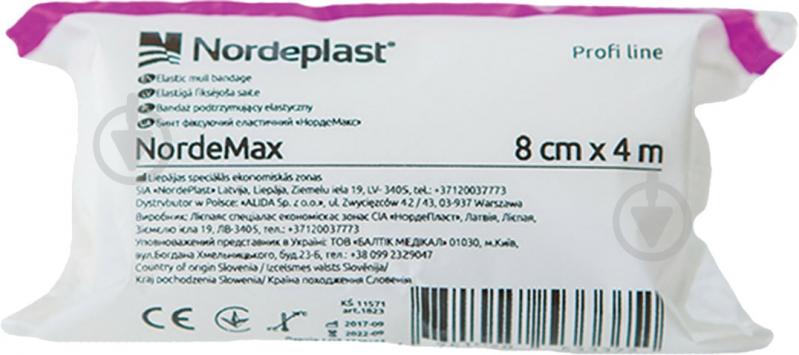 Nordeplast®
Profi line
Elastic mull bandage
Elastīgā fiksējoša saite
Bandaż podtrzymujący elastyczny
Бинт фіксуючий еластичний «НордеМакс»
NordeMax
8 cm x 4 m
Liepājas speciālās ekonomiskās zonas
SIA «NordePlast» Latvija, Liepāja, Ziemeļu iela 19, LV- 3405, tel.: +37120037773
Dystrybutor w Polsce: «ALIDA Sp. z o.o.», ul. Zwycięzców 42 / 43, 03-937 Warszawa
Виробник: Лієпаяс спеціалас економіскас зонас СІА «НордеПласт», Латвія, Лієпая,
Зіємєлю ієла 19, ЛВ-3405, тел.: +37120037773
Уповноважений представник в Україні: ТОВ «БАЛТІК МЕДІКАЛ» 01030, м.Київ,
вул.Богдана Хмельницького, буд 23-Б, тел.: +38 099 2329047
Country of origin Slovenia / Izcelsmes valsts Slovēnija/
Kraj pochodzenia Słowenia/ Країна походження Словенія
KS 11571
art.1823
2017-09
2022-09
CE